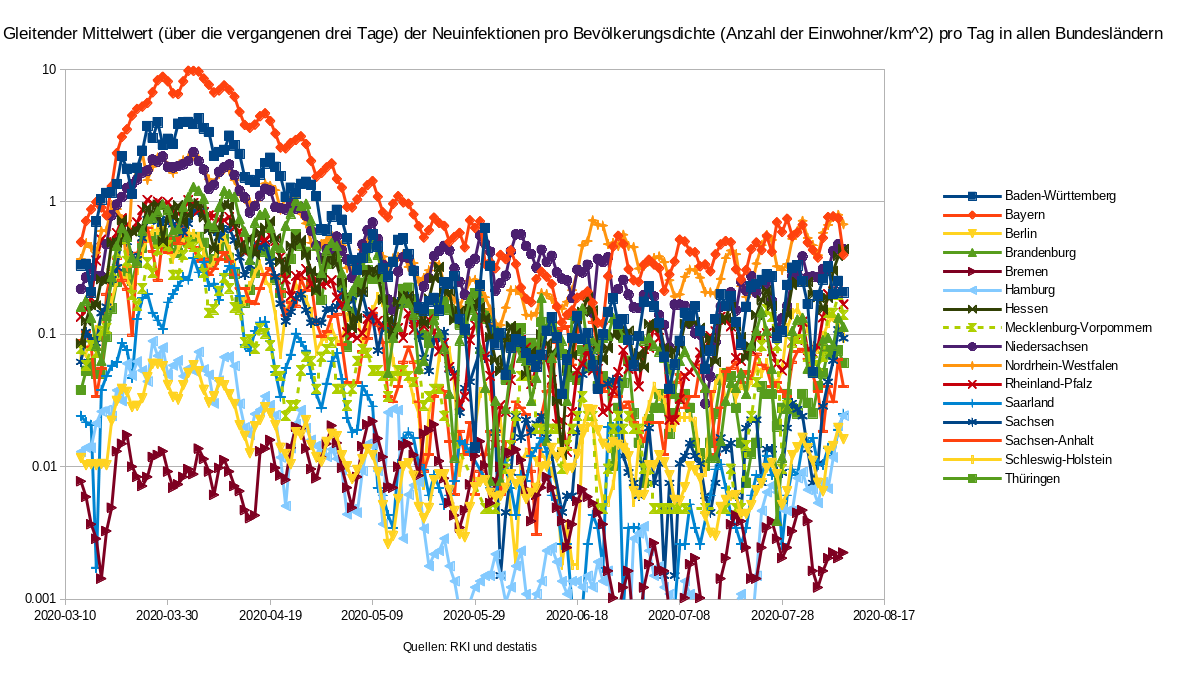 Gleitender Mittelwert (über die vergangenen drei Tage) der Neuinfektionen pro Bevölkerungsdichte (Anzahl der Einwohner/km^2) pro Tag in allen Bundesländern
10
1
0.1
0.01
0.001
2020-03-10 2020-03-30 2020-04-19 2020-05-09 2020-05-29 2020-06-18 2020-07-08 2020-07-28 2020-08-17
Quellen: RKI und destatis
Baden-Württemberg
Bayern
Berlin
Brandenburg
Bremen
Hamburg
Hessen
Mecklenburg-Vorpommern
Niedersachsen
Nordrhein-Westfalen
Rheinland-Pfalz
Saarland
Sachsen
Sachsen-Anhalt
Schleswig-Holstein
Thüringen